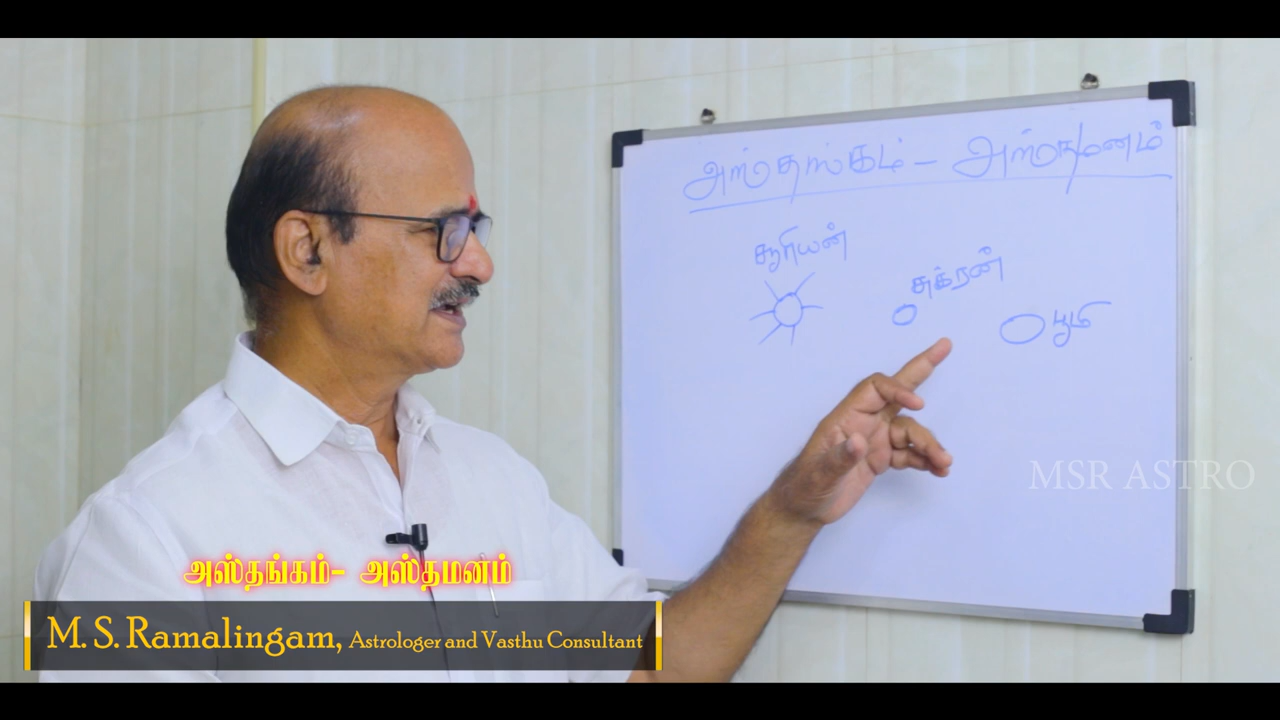 அஸ்தங்கம் - அஸ்தமனம்
சூரியன்
சுக்ரன்
பூமி
MSR ASTRO
அஸ்தங்கம்- அஸ்தமனம்
M. S. Ramalingam, Astrologer and Vasthu Consultant